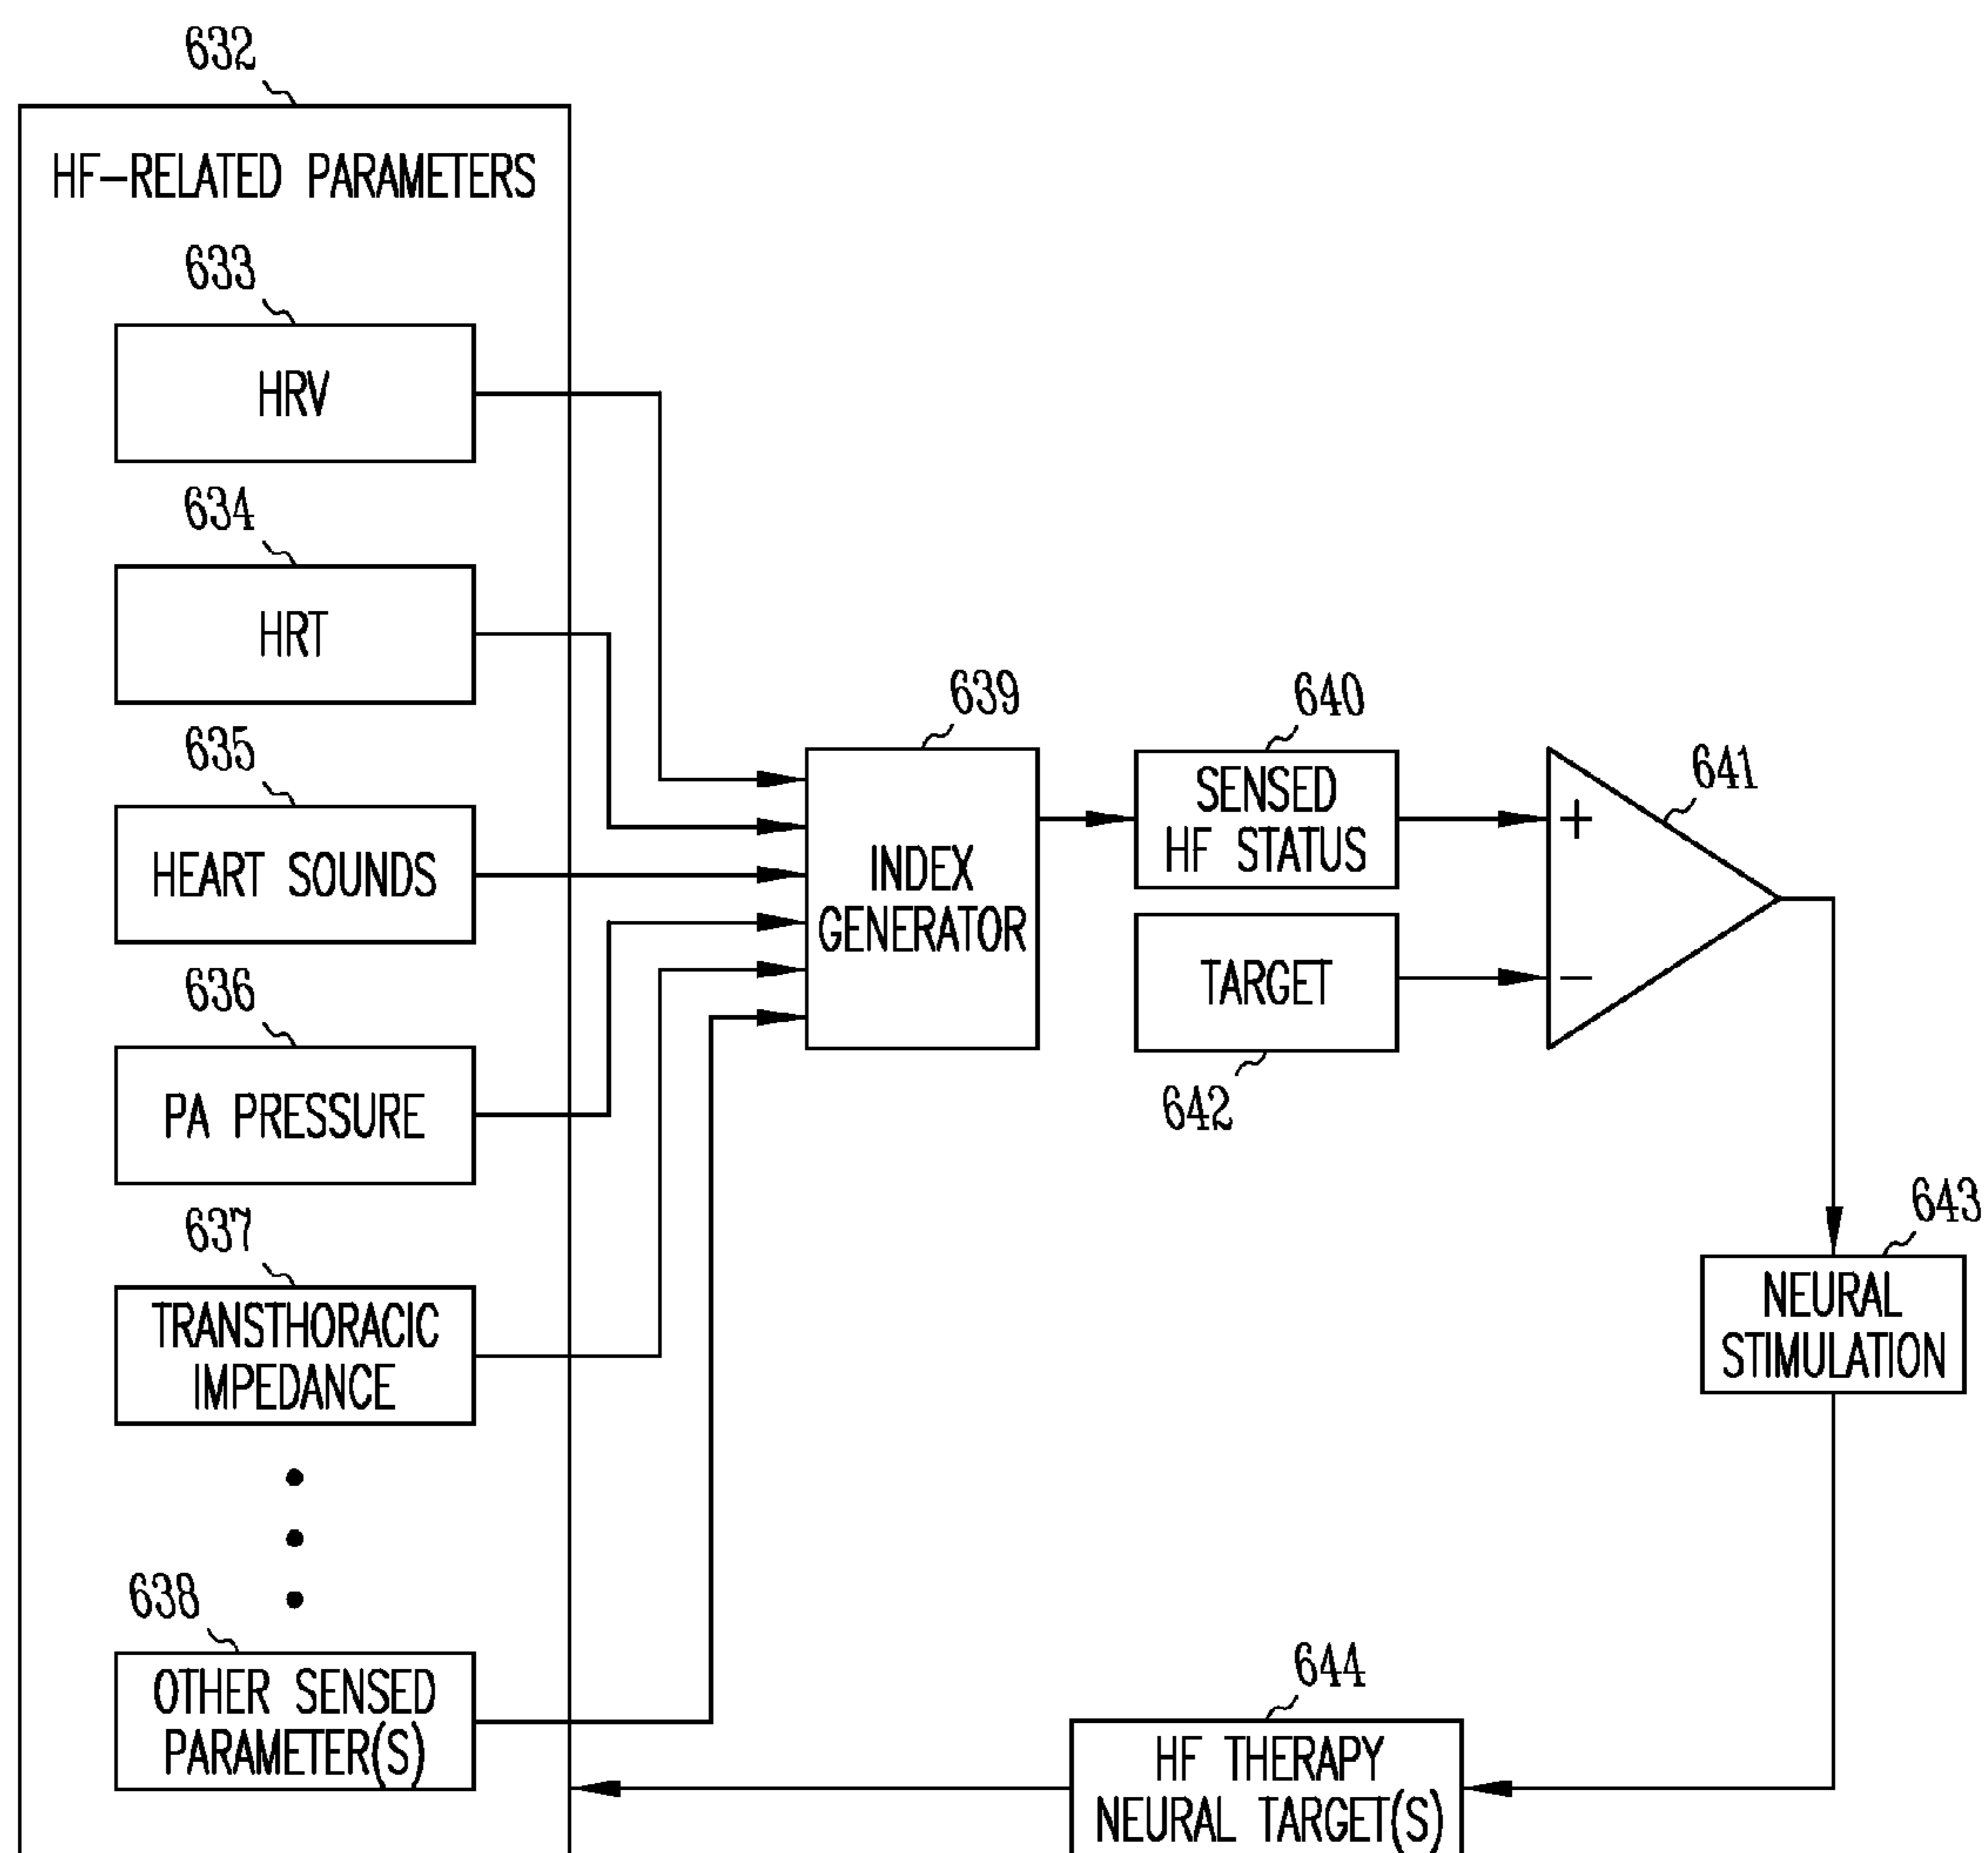 632
HF-RELATED PARAMETERS
633
HRV
634
HRT
635
HEART SOUNDS
636
PA PRESSURE
637
TRANSTHORACIC
IMPEDANCE
638
OTHER SENSED
PARAMETER(S)
639
INDEX
GENERATOR
640
SENSED
HF STATUS
TARGET
642
641
+
−
643
NEURAL
STIMULATION
644
HF THERAPY
NEURAL TARGET(S)